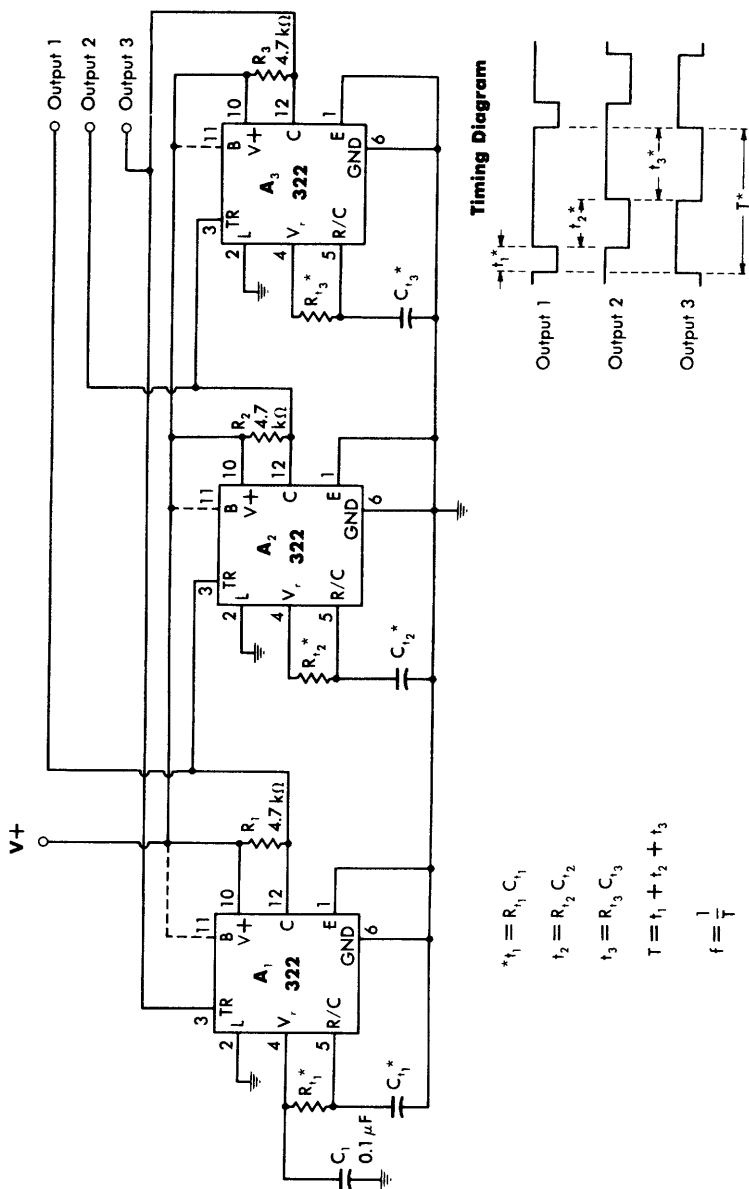 V+
Output 1
Output 2
Output 3
3
TR
11
B
V+
10
2
L
A₁
322
R₁
4.7 kΩ
4
Vᵣ
C
12
5
R/C
E
1
GND
6
C₁
0.1 μF
Rₜ₁*
Cₜ₁*
3
TR
11
B
V+
10
2
L
A₂
322
R₂
4.7
kΩ
4
Vᵣ
C
12
5
R/C
E
1
GND
6
Rₜ₂*
Cₜ₂*
3
TR
11
B
V+
10
2
L
A₃
322
R₃
4.7 kΩ
4
Vᵣ
C
12
5
R/C
E
1
GND
6
Rₜ₃*
Cₜ₃*
*t₁ = Rₜ₁ Cₜ₁
t₂ = Rₜ₂ Cₜ₂
t₃ = Rₜ₃ Cₜ₃
T = t₁ + t₂ + t₃
f = 1/T
Timing Diagram
t₁*
Output 1
t₂*
Output 2
t₃*
Output 3
T*